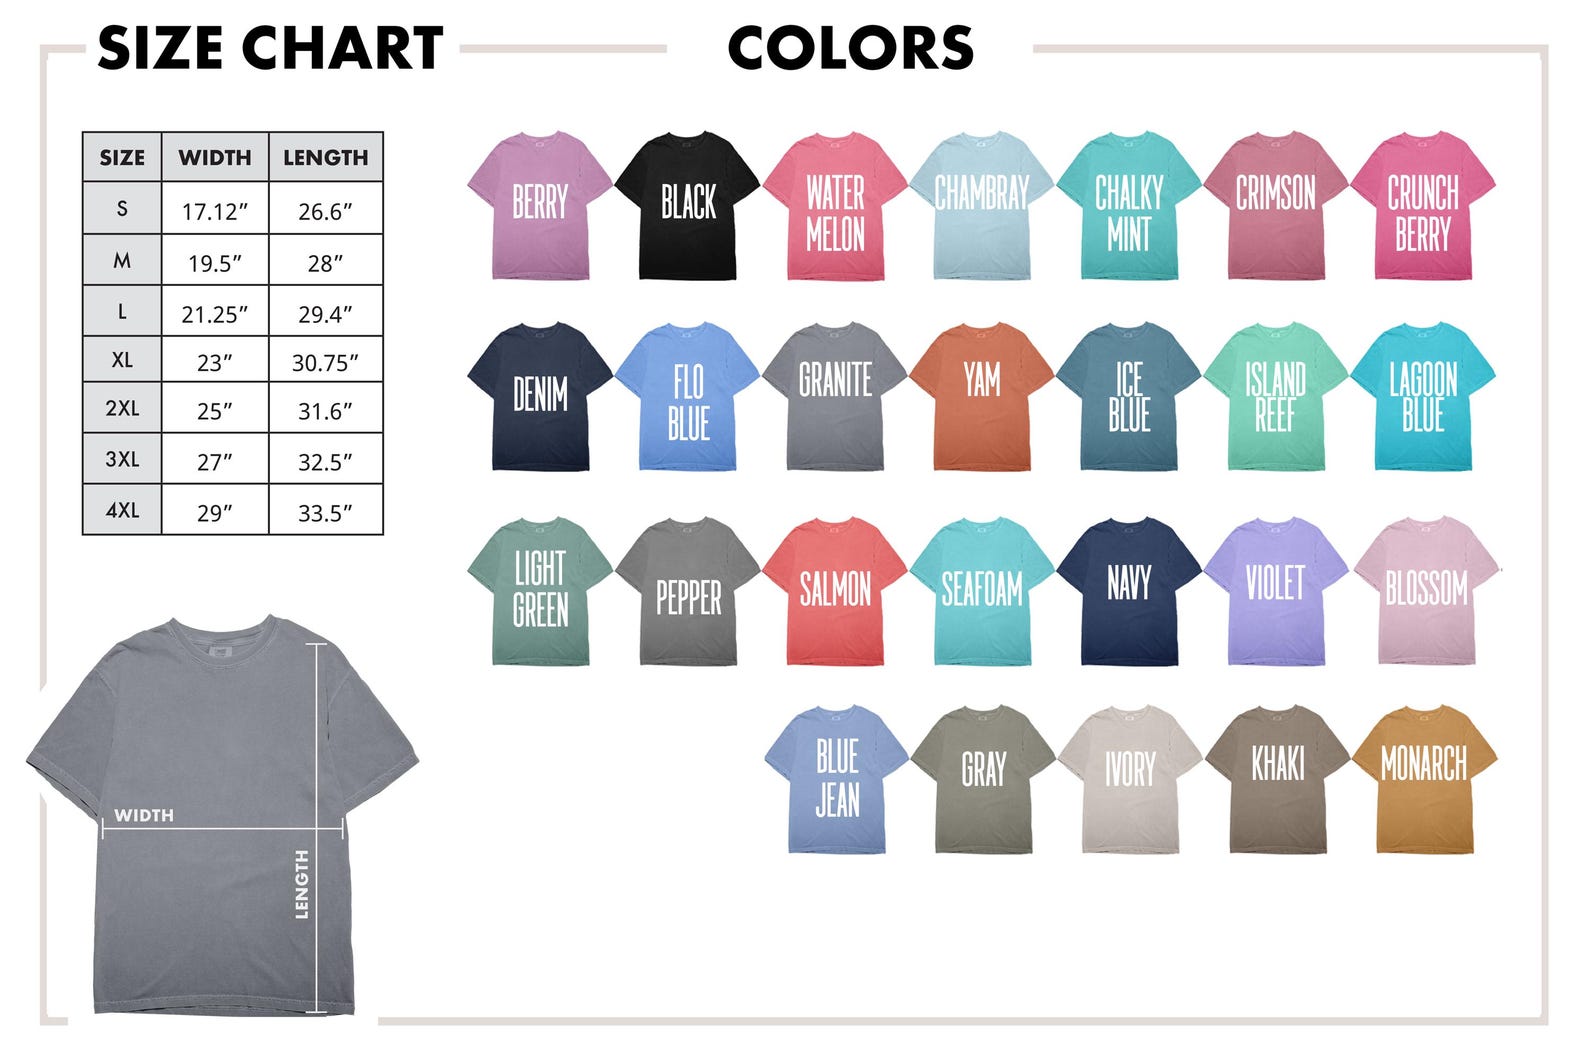 SIZE CHART
COLORS
SIZE WIDTH LENGTH
S 17.12” 26.6”
M 19.5” 28”
L 21.25” 29.4”
XL 23” 30.75”
2XL 25” 31.6”
3XL 27” 32.5”
4XL 29” 33.5”
WIDTH
LENGTH
BERRY
BLACK
WATER
MELON
CHAMBRAY
CHALKY
MINT
CRIMSON
CRUNCH
BERRY
DENIM
FLO
BLUE
GRANITE
YAM
ICE
BLUE
ISLAND
REEF
LAGOON
BLUE
LIGHT
GREEN
PEPPER
SALMON
SEAFOAM
NAVY
VIOLET
BLOSSOM
BLUE
JEAN
GRAY
IVORY
KHAKI
MONARCH